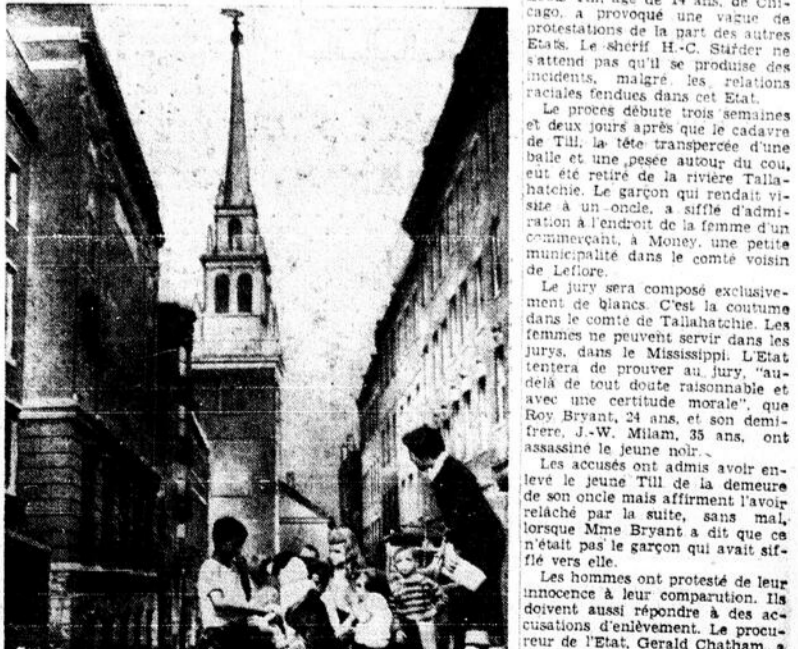 Till, âgé de 14 ans, de Chi-
cago, a provoqué une vague de
protestations de la part des autres
Etats. Le shérif H.-C. Strider ne
s'attend pas qu'il se produise des
incidents, malgré les relations
raciales tendues dans cet Etat.
Le procès débute trois semaines
et deux jours après que le cadavre
de Till, la tête transpercée d'une
balle et une pesée autour du cou,
eut été retiré de la rivière Talla-
hatchie. Le garçon qui rendait vi-
site à un oncle, a sifflé d'admi-
ration à l'endroit de la femme d'un
commerçant, à Money, une petite
municipalité dans le comté voisin
de Leflore.
Le jury sera composé exclusive-
ment de blancs. C'est la coutume
dans le comté de Tallahatchie. Les
femmes ne peuvent servir dans les
jurys, dans le Mississippi. L'Etat
tentera de prouver au jury, "au-
delà de tout doute raisonnable et
avec une certitude morale", que
Roy Bryant, 24 ans, et son demi-
frère, J.-W. Milam, 35 ans, ont
assassiné le jeune noir.
Les accusés ont admis avoir en-
levé le jeune Till de la demeure
de son oncle mais affirment l'avoir
relâché par la suite, sans mal,
lorsque Mme Bryant a dit que ce
n'était pas le garçon qui avait sif-
flé vers elle.
Les hommes ont protesté de leur
innocence à leur comparution. Ils
doivent aussi répondre à des ac-
cusations d'enlèvement. Le procu-
reur de l'Etat, Gerald Chatham, a